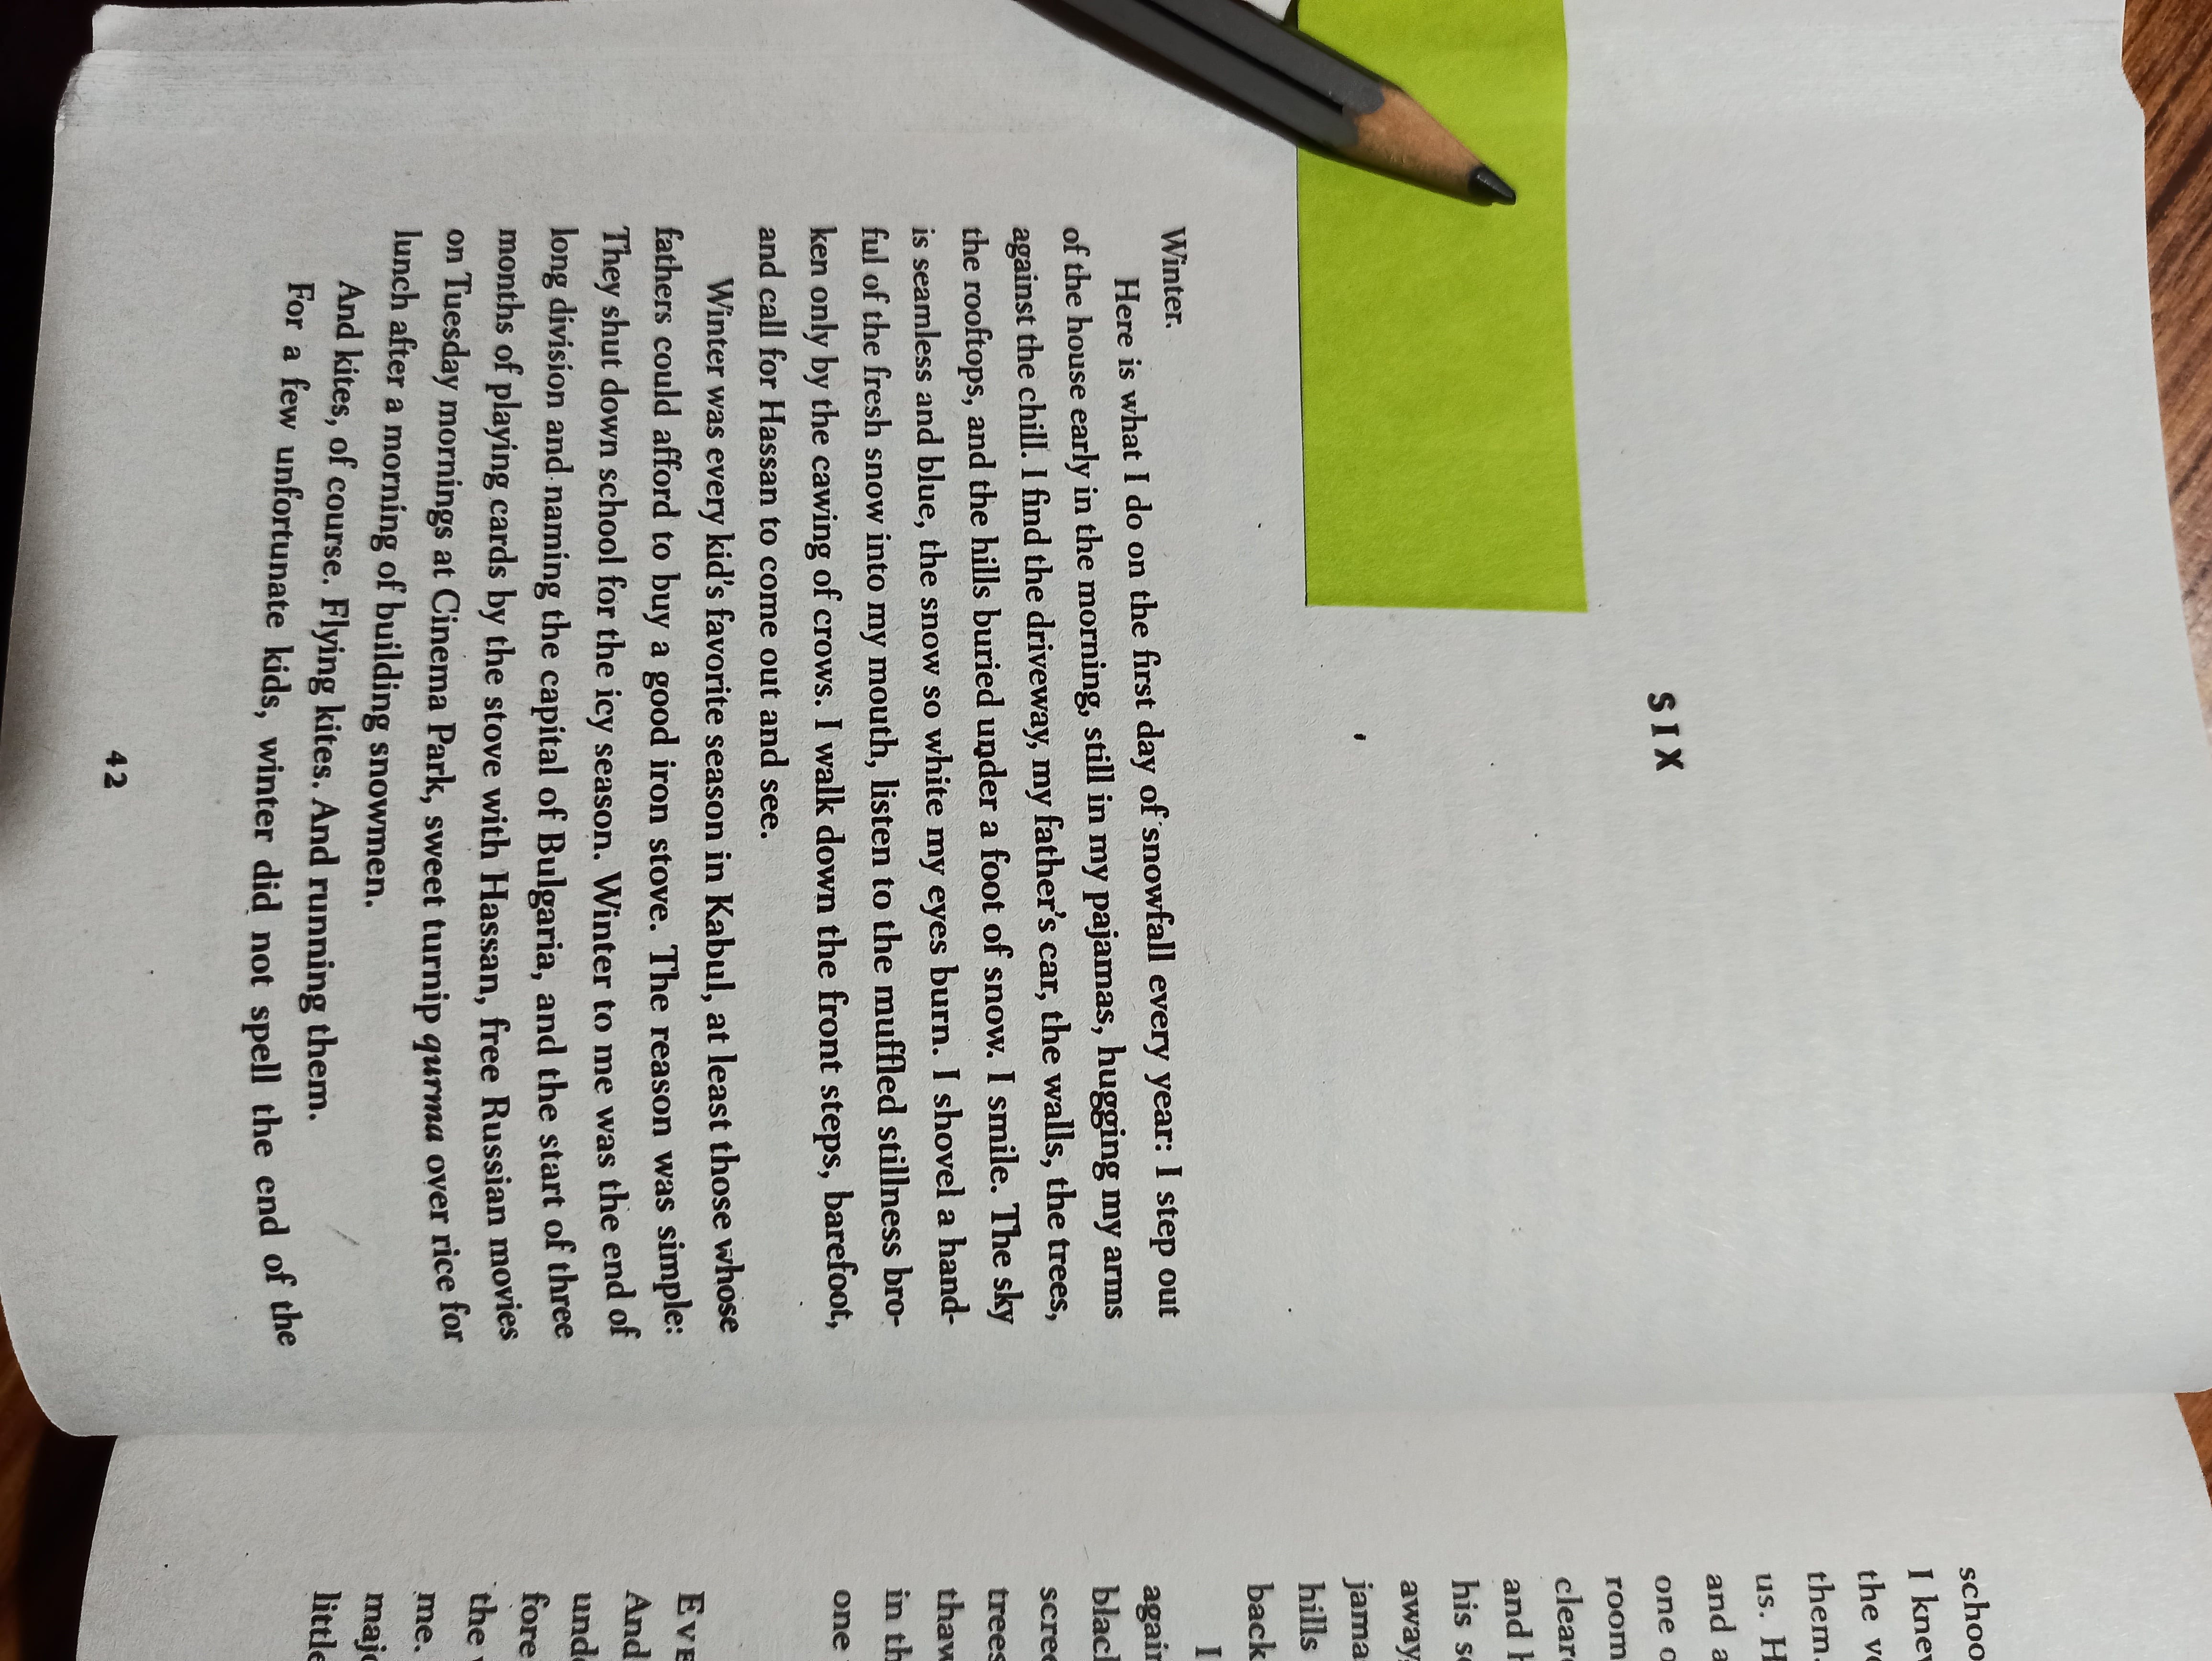 SIX
Winter.
Here is what I do on the first day of snowfall every year: I step out
of the house early in the morning, still in my pajamas, hugging my arms
against the chill. I find the driveway, my father's car, the walls, the trees,
the rooftops, and the hills buried under a foot of snow. I smile. The sky
is seamless and blue, the snow so white my eyes burn. I shovel a hand-
ful of the fresh snow into my mouth, listen to the muffled stillness bro-
ken only by the cawing of crows. I walk down the front steps, barefoot,
and call for Hassan to come out and see.
Winter was every kid's favorite season in Kabul, at least those whose
fathers could afford to buy a good iron stove. The reason was simple:
They shut down school for the icy season. Winter to me was the end of
long division and naming the capital of Bulgaria, and the start of three
months of playing cards by the stove with Hassan, free Russian movies
on Tuesday mornings at Cinema Park, sweet turnip qurma over rice for
lunch after a morning of building snowmen.
And kites, of course. Flying kites. And running them.
For a few unfortunate kids, winter did not spell the end of the
42
schoo
I knew
the
them.
us. H
and a
one o
room
clear
and
his
away
jama
hills
back
I
again
black
scree
trees
thaw
in th
one
EVE
And
und
fore
the
me.
majo
little